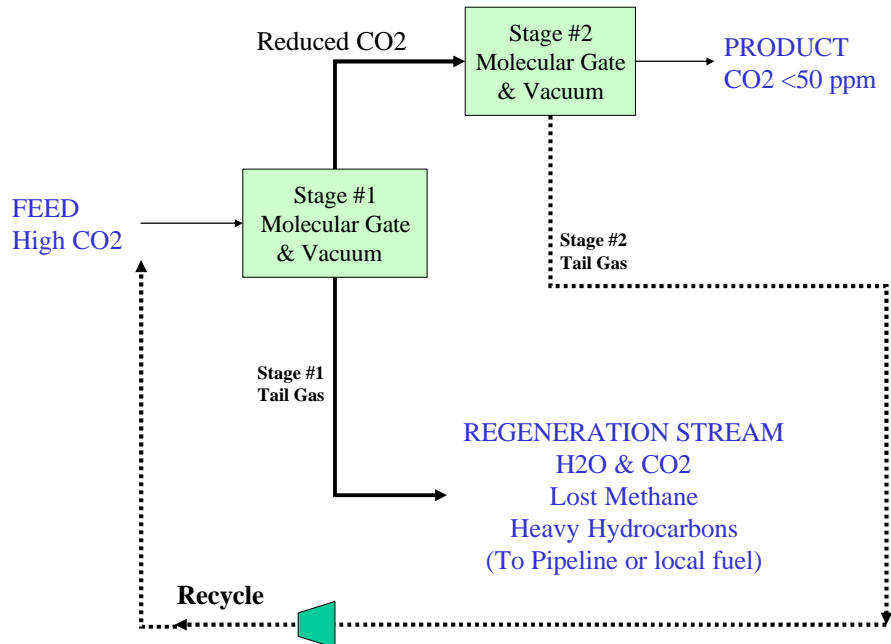 Reduced CO2
Stage #2
Molecular Gate
& Vacuum
PRODUCT
CO2 <50 ppm
FEED
High CO2
Stage #1
Molecular Gate
& Vacuum
Stage #2
Tail Gas
Stage #1
Tail Gas
REGENERATION STREAM
H2O & CO2
Lost Methane
Heavy Hydrocarbons
(To Pipeline or local fuel)
Recycle